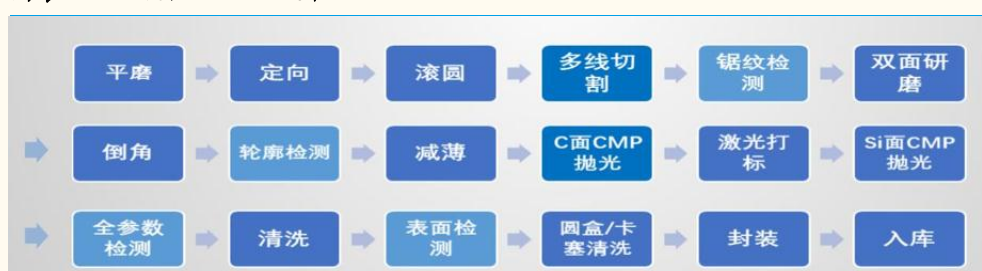 平磨
定向
滚圆
多线切
割
锯纹检
测
双面研
磨
倒角
轮廓检测
减薄
C面CMP
抛光
激光打
标
Si面CMP
抛光
全参数
检测
清洗
表面检
测
圆盒/卡
塞清洗
封装
入库